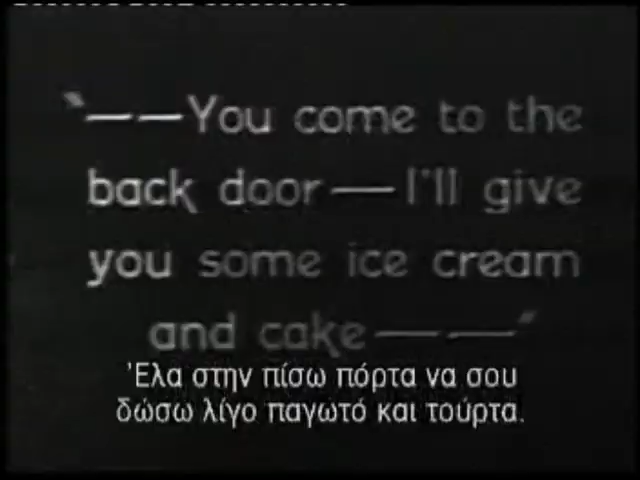 "——You come to the
back door—I'll give
you some ice cream
and cake——"
'Ελα στην πίσω πόρτα να σου
δώσω λίγο παγωτό και τούρτα.